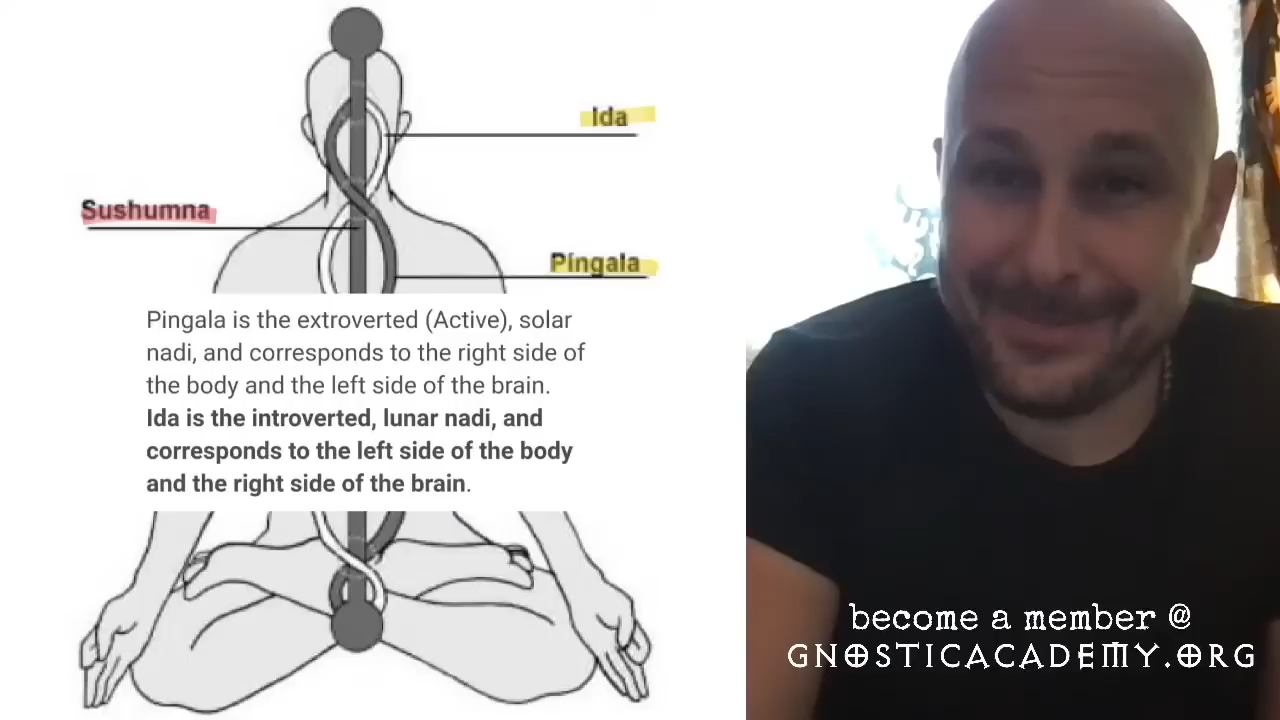 Ida
Sushumna
Pingala
Pingala is the extroverted (Active), solar
nadi, and corresponds to the right side of
the body and the left side of the brain.
Ida is the introverted, lunar nadi, and
corresponds to the left side of the body
and the right side of the brain.
become a member @
GNOSTICACADEMY.ORG